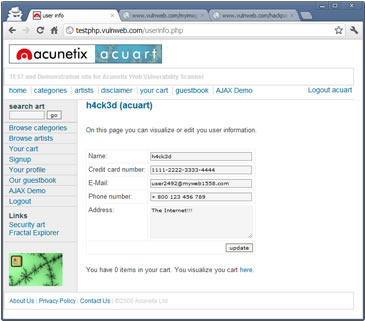 user info
www.vulnweb.com/myima
www.vulnweb.com/hackpa
testphp.vulnweb.com/userinfo.php
acunetix acuart
TEST and Demonstration site for Acunetix Web Vulnerability Scanner
home | categories | artists | disclaimer | your cart | guestbook | AJAX Demo
Logout acuart
search art
go
Browse categories
Browse artists
Your cart
Signup
Your profile
Our guestbook
AJAX Demo
Logout
Links
Security art
Fractal Explorer
h4ck3d (acuart)
On this page you can visualize or edit you user information.
Name: h4ck3d
Credit card number: 1111-2222-3333-4444
E-Mail: user2492@myweb1558.com
Phone number: + 800 123 456 789
Address: The Internet!!!
update
You have 0 items in your cart. You visualize you cart here.
About Us | Privacy Policy | Contact Us | ©2006 Acunetix Ltd